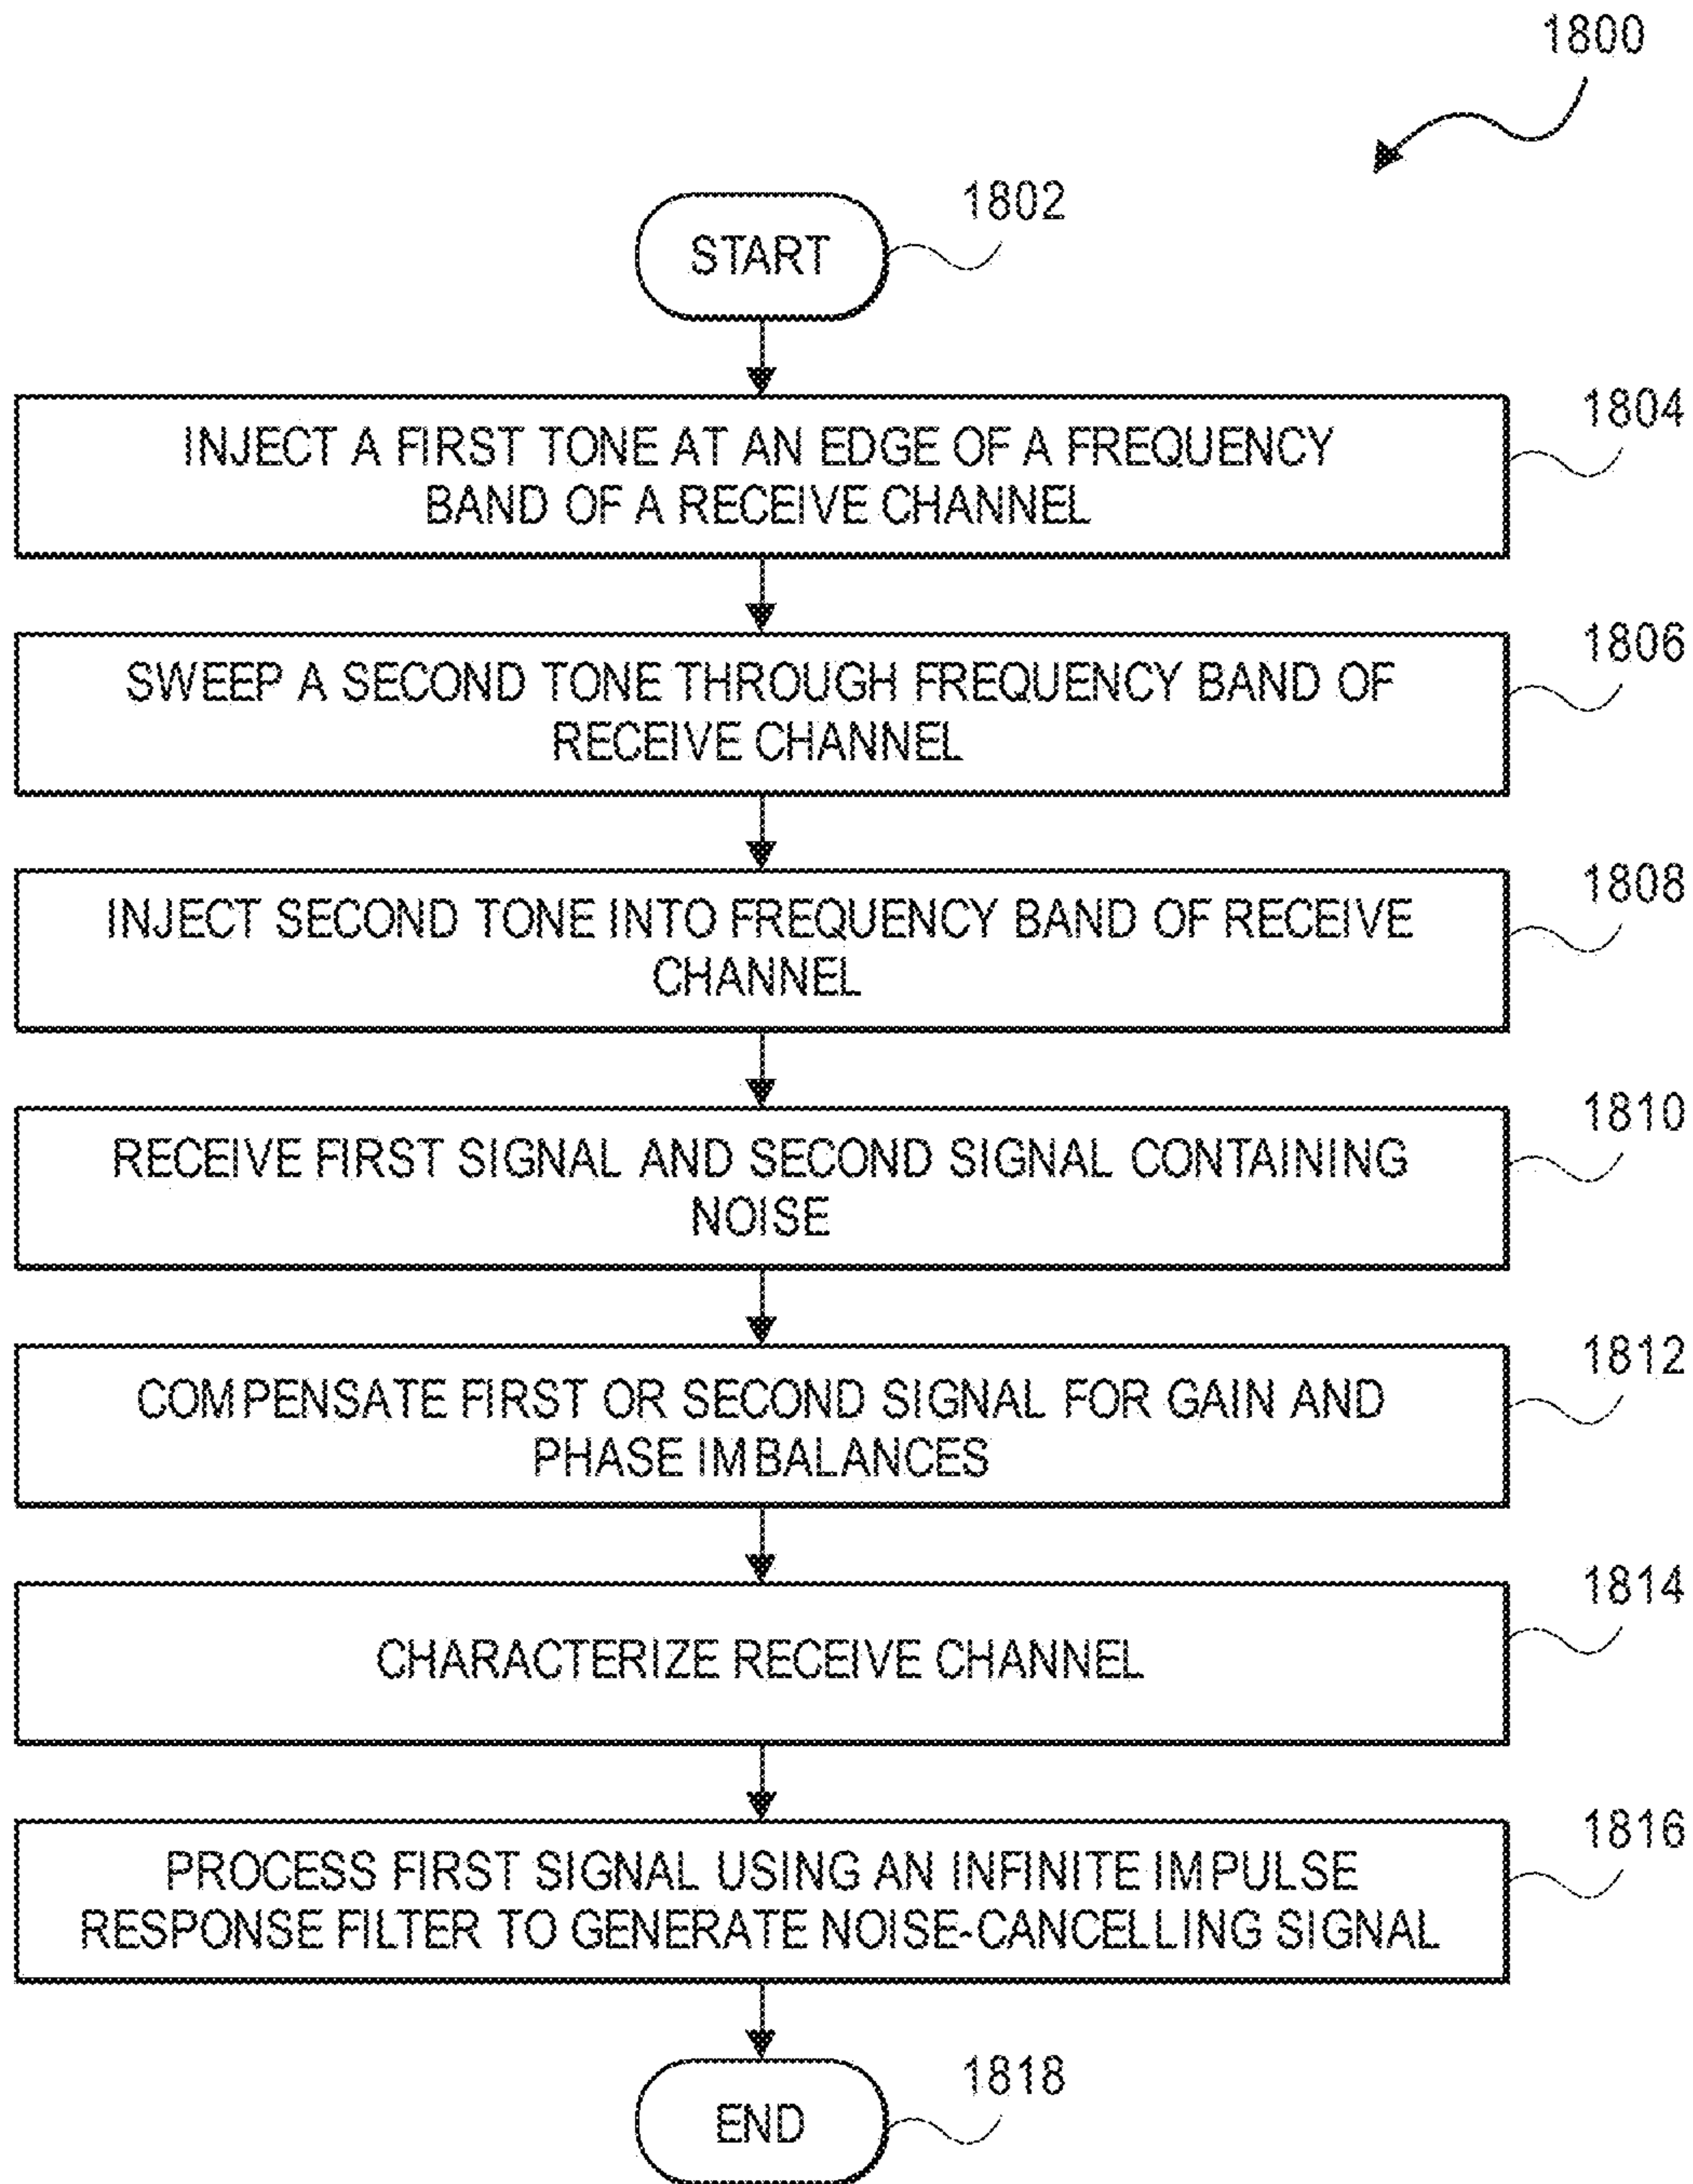 1800
1802
START
1804
INJECT A FIRST TONE AT AN EDGE OF A FREQUENCY
BAND OF A RECEIVE CHANNEL
1806
SWEEP A SECOND TONE THROUGH FREQUENCY BAND OF
RECEIVE CHANNEL
1808
INJECT SECOND TONE INTO FREQUENCY BAND OF RECEIVE
CHANNEL
1810
RECEIVE FIRST SIGNAL AND SECOND SIGNAL CONTAINING
NOISE
1812
COMPENSATE FIRST OR SECOND SIGNAL FOR GAIN AND
PHASE IMBALANCES
1814
CHARACTERIZE RECEIVE CHANNEL
1816
PROCESS FIRST SIGNAL USING AN INFINITE IMPULSE
RESPONSE FILTER TO GENERATE NOISE-CANCELLING SIGNAL
1818
END